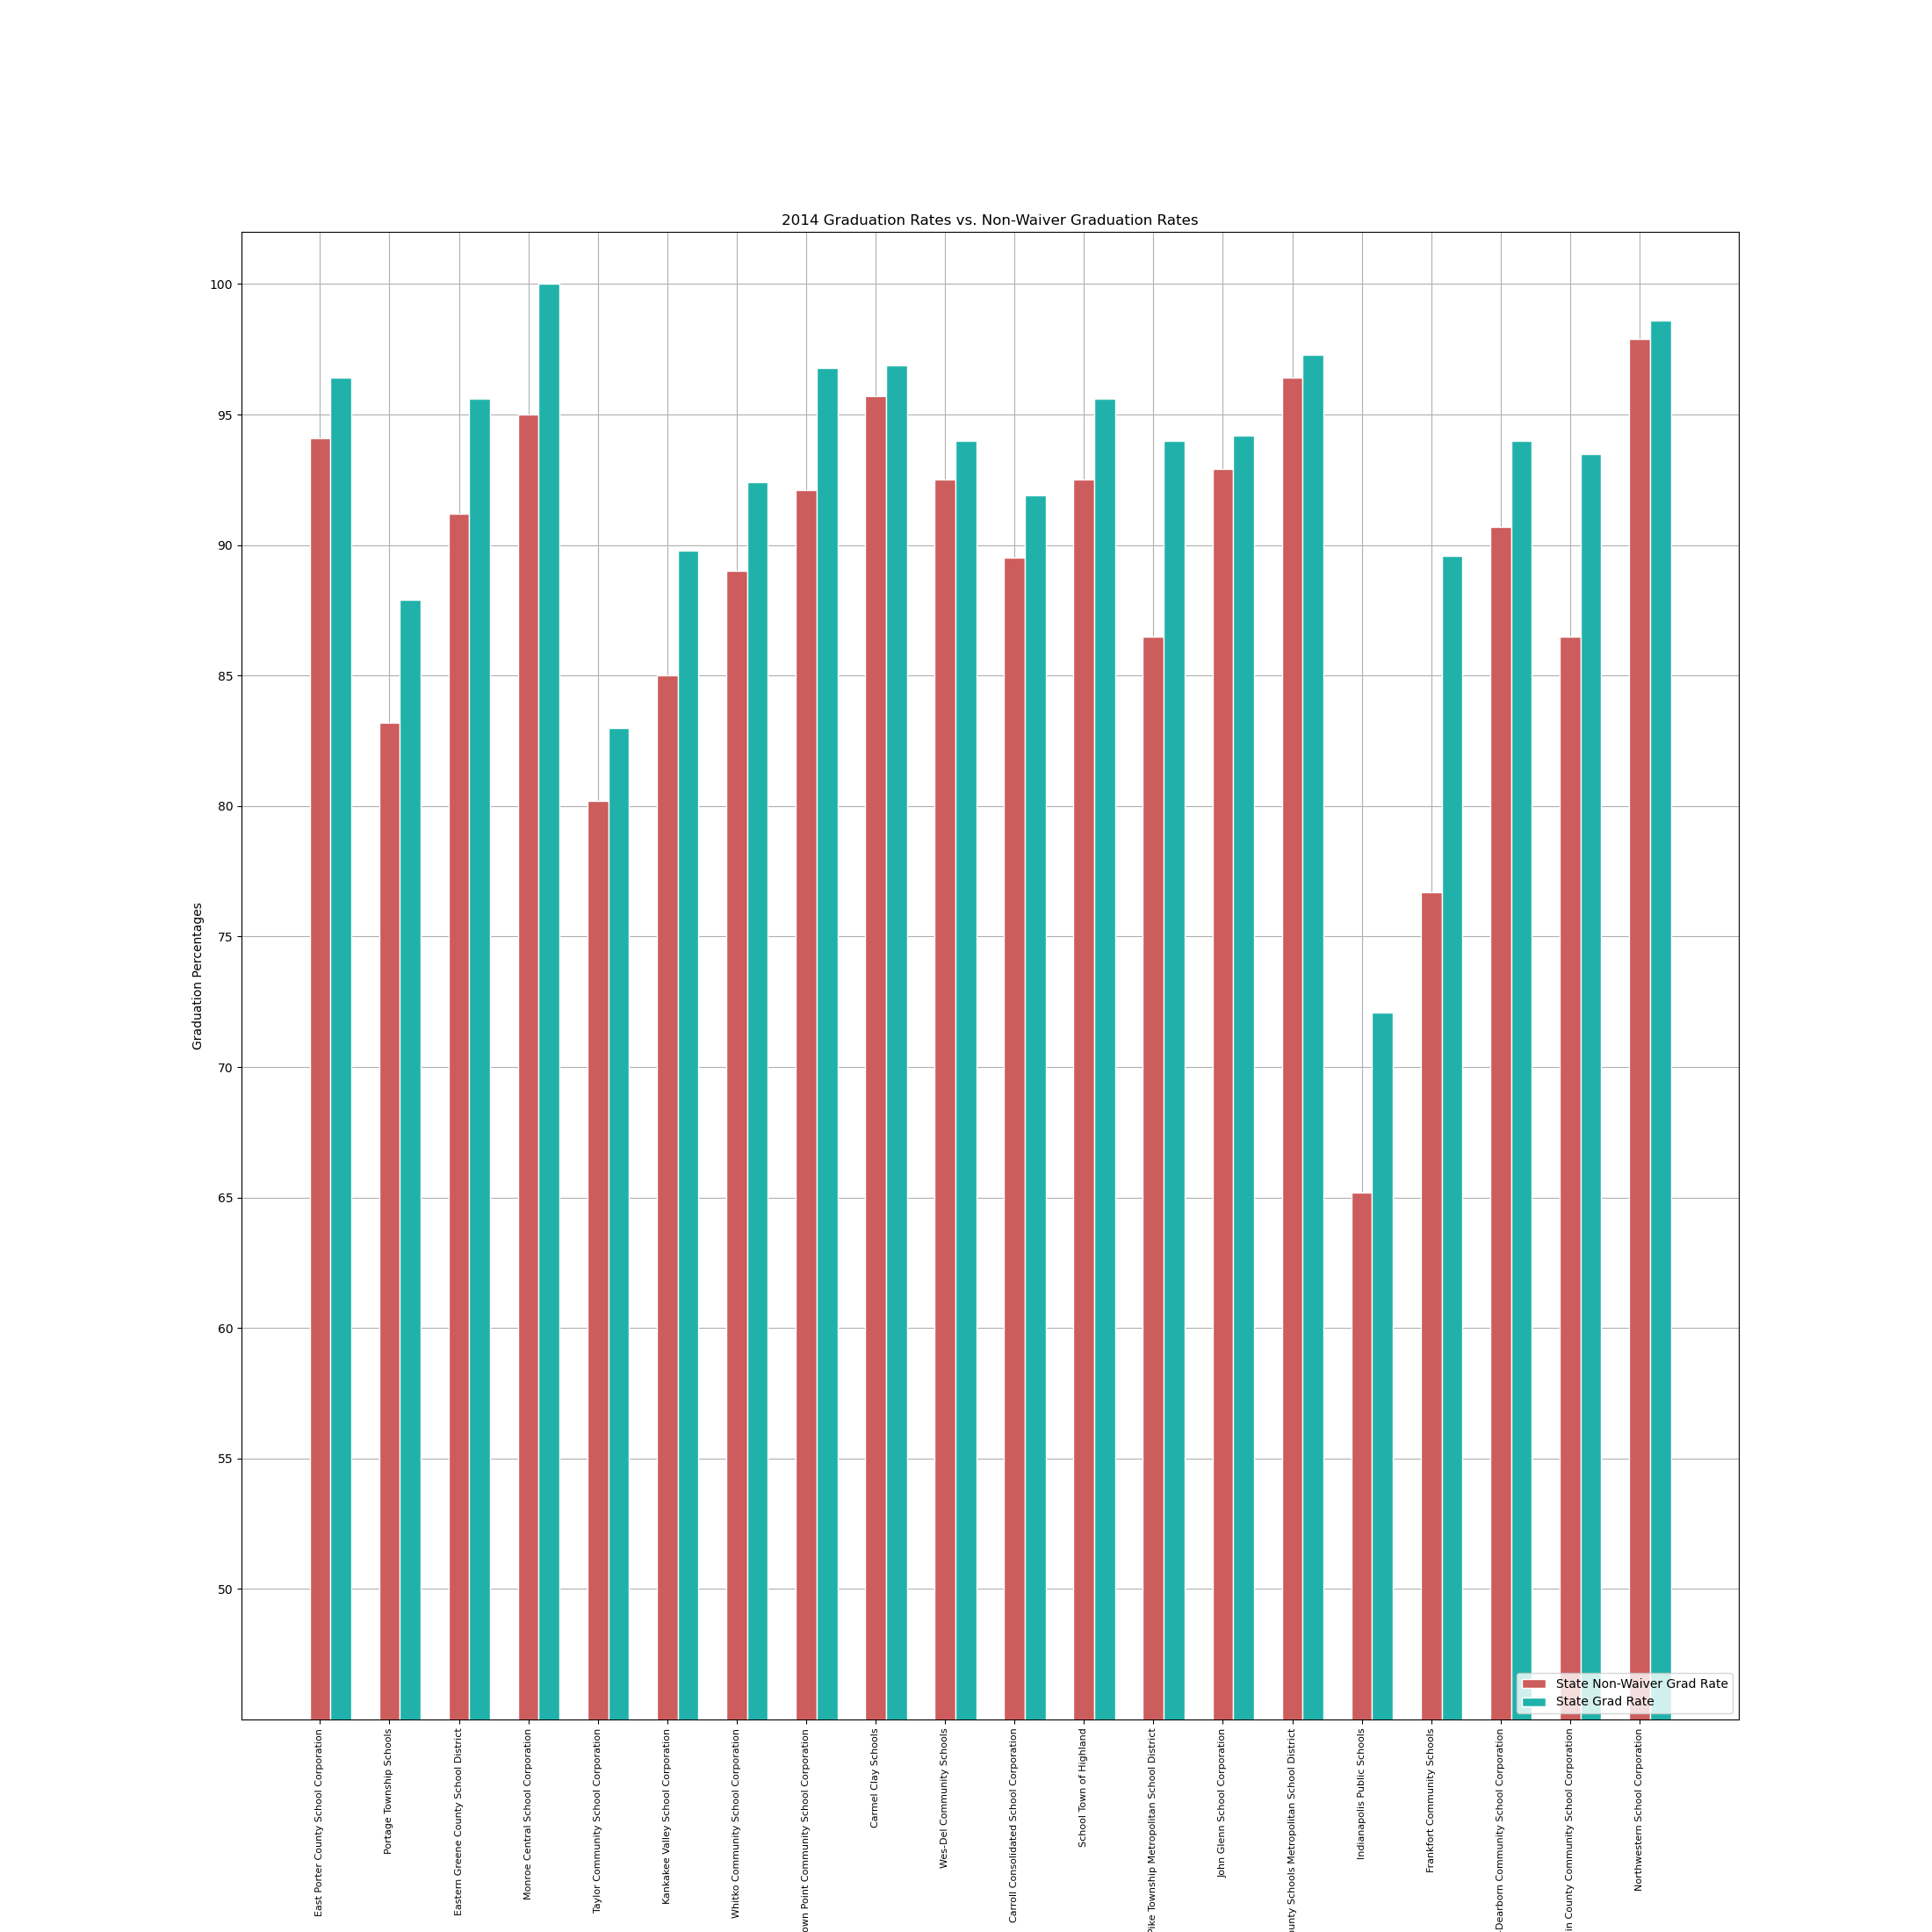 2014 Graduation Rates vs. Non-Waiver Graduation Rates
Graduation Percentages
100
95
90
85
80
75
70
65
60
55
50
State Non-Waiver Grad Rate
State Grad Rate
East Porter County School Corporation
Portage Township Schools
Eastern Greene County School District
Monroe Central School Corporation
Taylor Community School Corporation
Kankakee Valley School Corporation
Whitko Community School Corporation
own Point Community School Corporation
Carmel Clay Schools
Wes-Del Community Schools
Carroll Consolidated School Corporation
School Town of Highland
Pike Township Metropolitan School District
John Glenn School Corporation
unty Schools Metropolitan School District
Indianapolis Public Schools
Frankfort Community Schools
-Dearborn Community School Corporation
in County Community School Corporation
Northwestern School Corporation